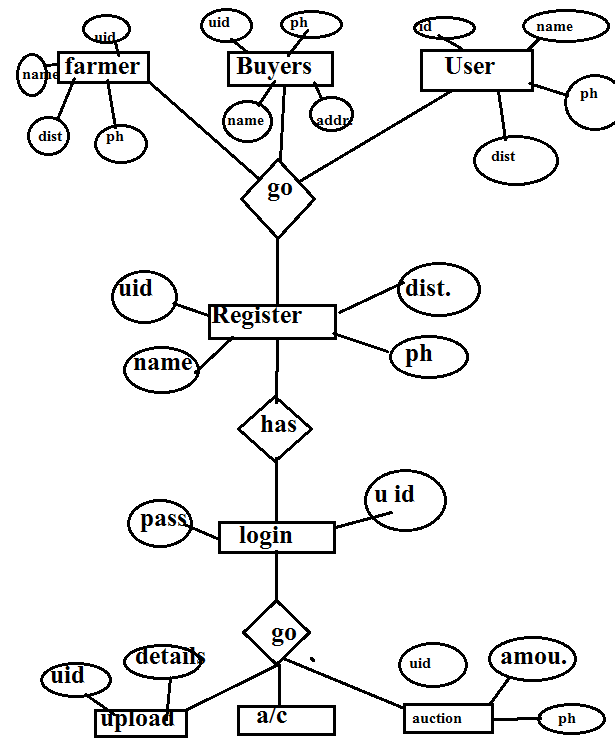 uid
ph
id
name
farmer
Buyers
User
name
ph
dist
ph
name
addr.
dist
go
uid
dist.
Register
name
ph
has
pass
u id
login
go
uid
details
uid
amou.
upload
a/c
auction
ph